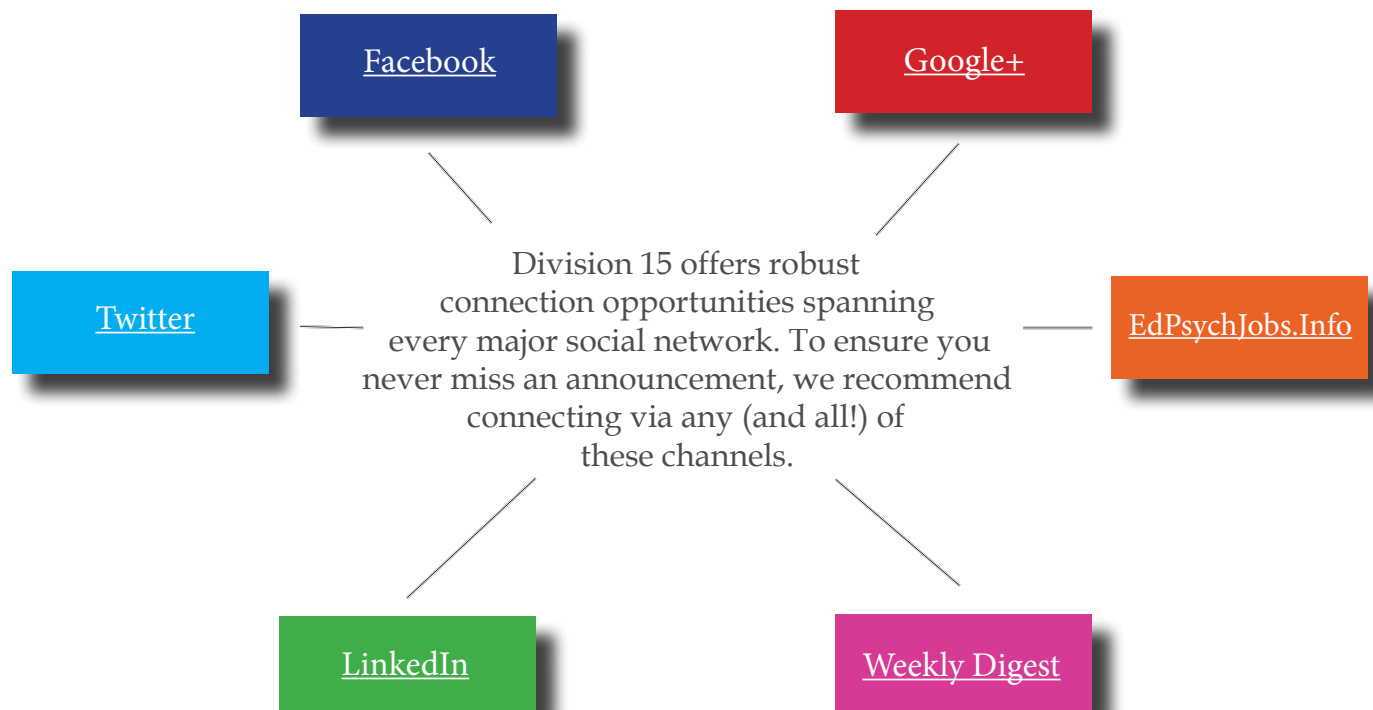 Facebook
Google+
Division 15 offers robust
connection opportunities spanning
every major social network. To ensure you
never miss an announcement, we recommend
connecting via any (and all!) of
these channels.
Twitter
EdPsychJobs.Info
LinkedIn
Weekly Digest